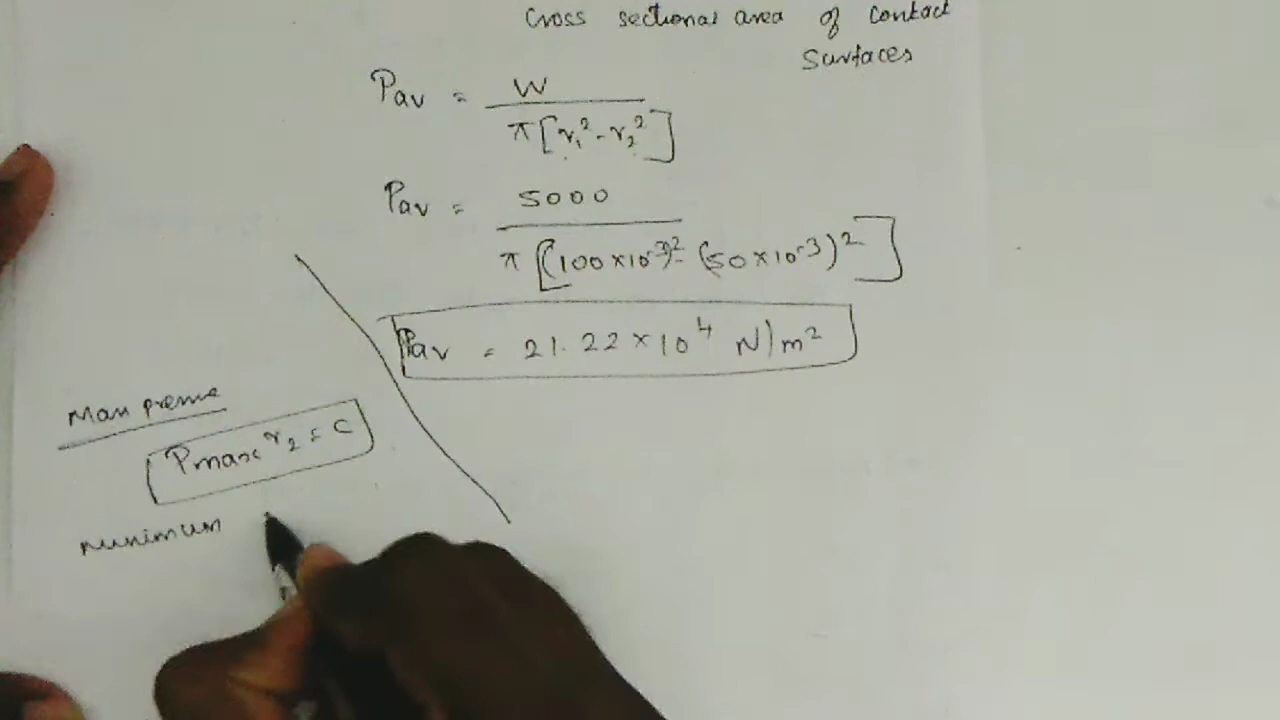 Cross sectional area of contact
Surfaces
Pav = W / π[r₁² - r₂²]
Pav = 5000 / π[(100×10⁻³)² - (50×10⁻³)²]
Pav = 21.22 × 10⁴ N/m²
Max
Pmax r₂ = C
minimum